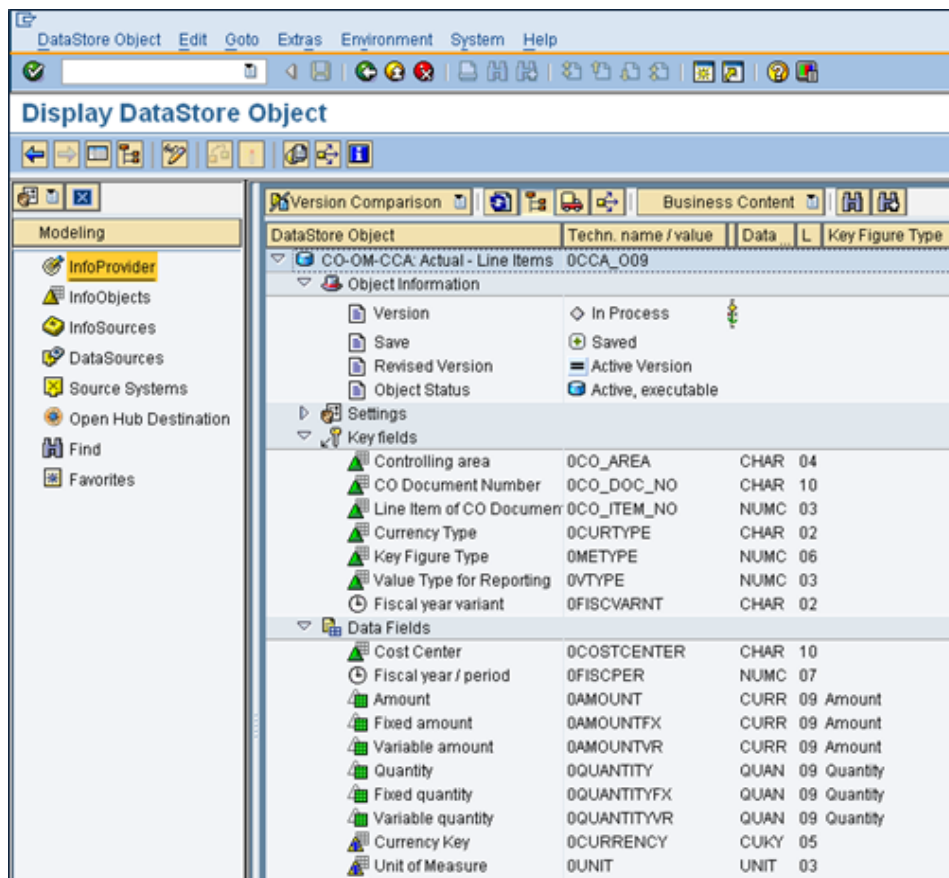 DataStore Object Edit Goto Extras Environment System Help
Display DataStore Object
Version Comparison Business Content
Modeling
InfoProvider
InfoObjects
InfoSources
DataSources
Source Systems
Open Hub Destination
Find
Favorites
DataStore Object Techn. name / value Data ... L Key Figure Type
CO-OM-CCA: Actual - Line Items 0CCA_O09
Object Information
Version In Process
Save Saved
Revised Version Active Version
Object Status Active, executable
Settings
Key fields
Controlling area 0CO_AREA CHAR 04
CO Document Number 0CO_DOC_NO CHAR 10
Line Item of CO Documen 0CO_ITEM_NO NUMC 03
Currency Type 0CURTYPE CHAR 02
Key Figure Type 0METYPE NUMC 06
Value Type for Reporting 0VTYPE NUMC 03
Fiscal year variant 0FISCVARNT CHAR 02
Data Fields
Cost Center 0COSTCENTER CHAR 10
Fiscal year / period 0FISCPER NUMC 07
Amount 0AMOUNT CURR 09 Amount
Fixed amount 0AMOUNTFX CURR 09 Amount
Variable amount 0AMOUNTVR CURR 09 Amount
Quantity 0QUANTITY QUAN 09 Quantity
Fixed quantity 0QUANTITYFX QUAN 09 Quantity
Variable quantity 0QUANTITYVR QUAN 09 Quantity
Currency Key 0CURRENCY CUKY 05
Unit of Measure 0UNIT UNIT 03